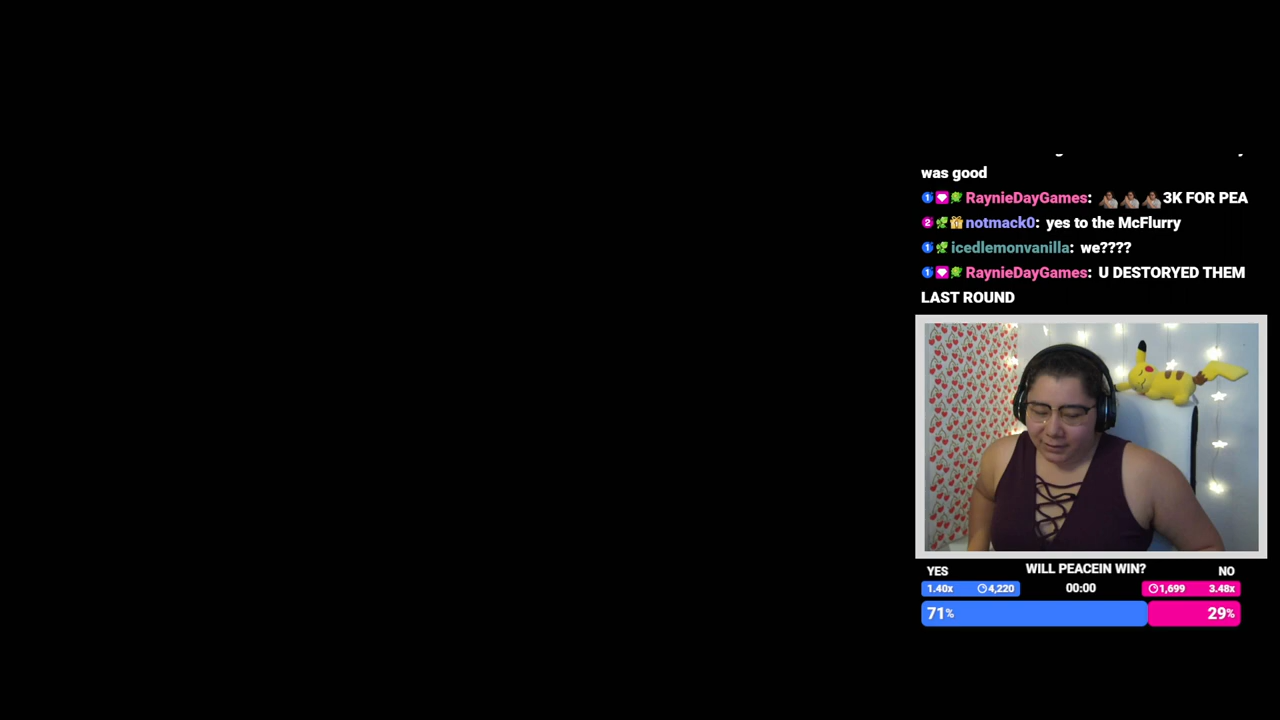 was good
RaynieDayGames: 3K FOR PEA
notmack0: yes to the McFlurry
icedlemonvanilla: we????
RaynieDayGames: U DESTORYED THEM
LAST ROUND
YES WILL PEACEIN WIN? NO
1.40x 4,220 00:00 1,699 3.48x
71% 29%